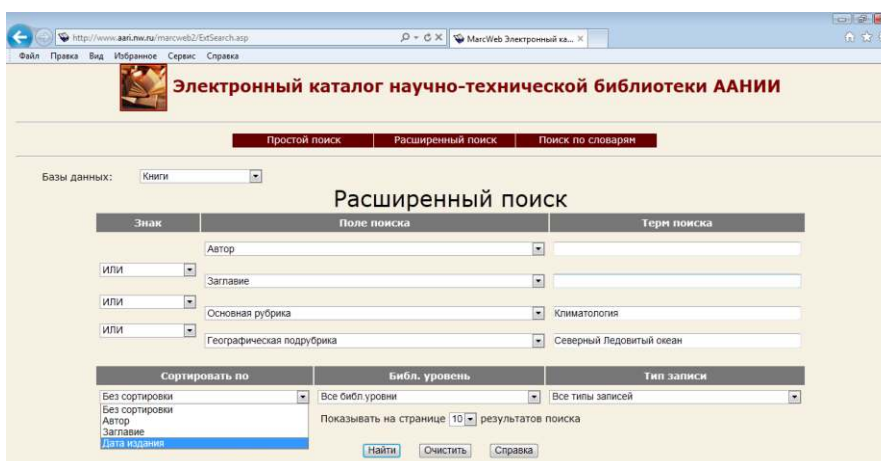 http://www.aari.nw.ru/marcweb2/ExtSearch.asp
MarcWeb Электронный ка...
Файл Правка Вид Избранное Сервис Справка
Электронный каталог научно-технической библиотеки ААНИИ
Простой поиск Расширенный поиск Поиск по словарям
Базы данных: Книги
Расширенный поиск
Знак Поле поиска Терм поиска
Автор
ИЛИ
Заглавие
ИЛИ
Основная рубрика Климатология
ИЛИ
Географическая подрубрика Северный Ледовитый океан
Сортировать по Библ. уровень Тип записи
Без сортировки Все библ.уровни Все типы записей
Без сортировки
Автор
Показывать на странице 10 результатов поиска
Заглавие
Дата издания
Найти Очистить Справка